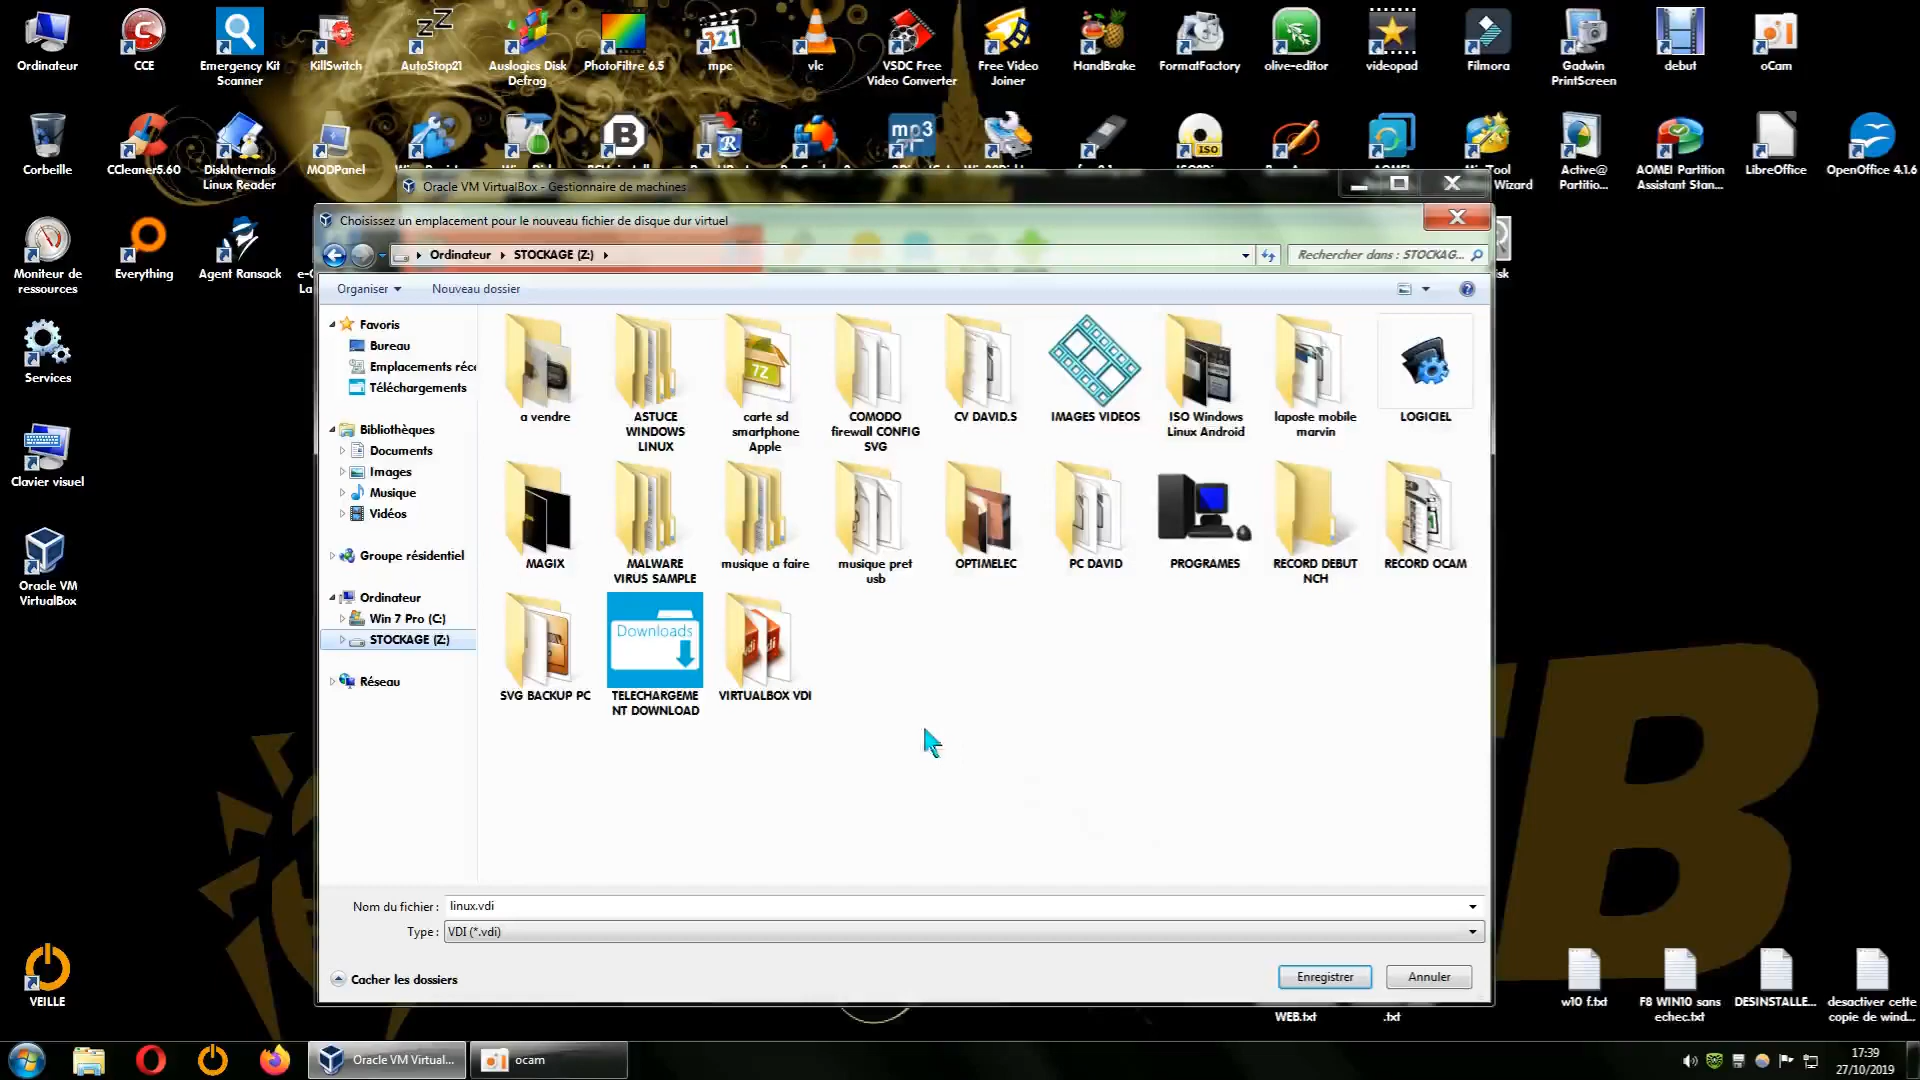 Ordinateur
CCE
Emergency Kit
Scanner
KillSwitch
AutoStop21
Auslogics Disk
Defrag
PhotoFiltre 6.5
mpc
vlc
VSDC Free
Video Converter
Free Video
Joiner
HandBrake
FormatFactory
olive-editor
videopad
Filmora
Gadwin
PrintScreen
debut
oCam
Corbeille
CCleaner5.60
DiskInternals
Linux Reader
MODPanel
Wizard
Active@
Partitio...
AOMEI Partition
Assistant Stan...
LibreOffice
OpenOffice 4.1.6
Oracle VM VirtualBox - Gestionnaire de machines
Choisissez un emplacement pour le nouveau fichier de disque dur virtuel
Ordinateur
STOCKAGE (Z:)
Rechercher dans : STOCKAG...
Moniteur de
ressources
Everything
Agent Ransack
Organiser
Nouveau dossier
Favoris
Bureau
Emplacements réce
Téléchargements
Bibliothèques
Documents
Images
Musique
Vidéos
Groupe résidentiel
Ordinateur
Win 7 Pro (C:)
STOCKAGE (Z:)
Réseau
a vendre
ASTUCE
WINDOWS
LINUX
carte sd
smartphone
Apple
COMODO
firewall CONFIG
SVG
CV DAVID.S
IMAGES VIDEOS
ISO Windows
Linux Android
laposte mobile
marvin
LOGICIEL
MAGIX
MALWARE
VIRUS SAMPLE
musique a faire
musique pret
usb
OPTIMELEC
PC DAVID
PROGRAMES
RECORD DEBUT
NCH
RECORD OCAM
SVG BACKUP PC
Downloads
TELECHARGEME
NT DOWNLOAD
VIRTUALBOX VDI
Services
Clavier visuel
Oracle VM
VirtualBox
Nom du fichier :
linux.vdi
Type :
VDI (*.vdi)
Cacher les dossiers
Enregistrer
Annuler
VEILLE
w10 f.txt
F8 WIN10 sans
echec.txt
DESINSTALLE...
desactiver cette
copie de wind...
WEB.txt
.txt
Oracle VM Virtual...
ocam
17:39
27/10/2019